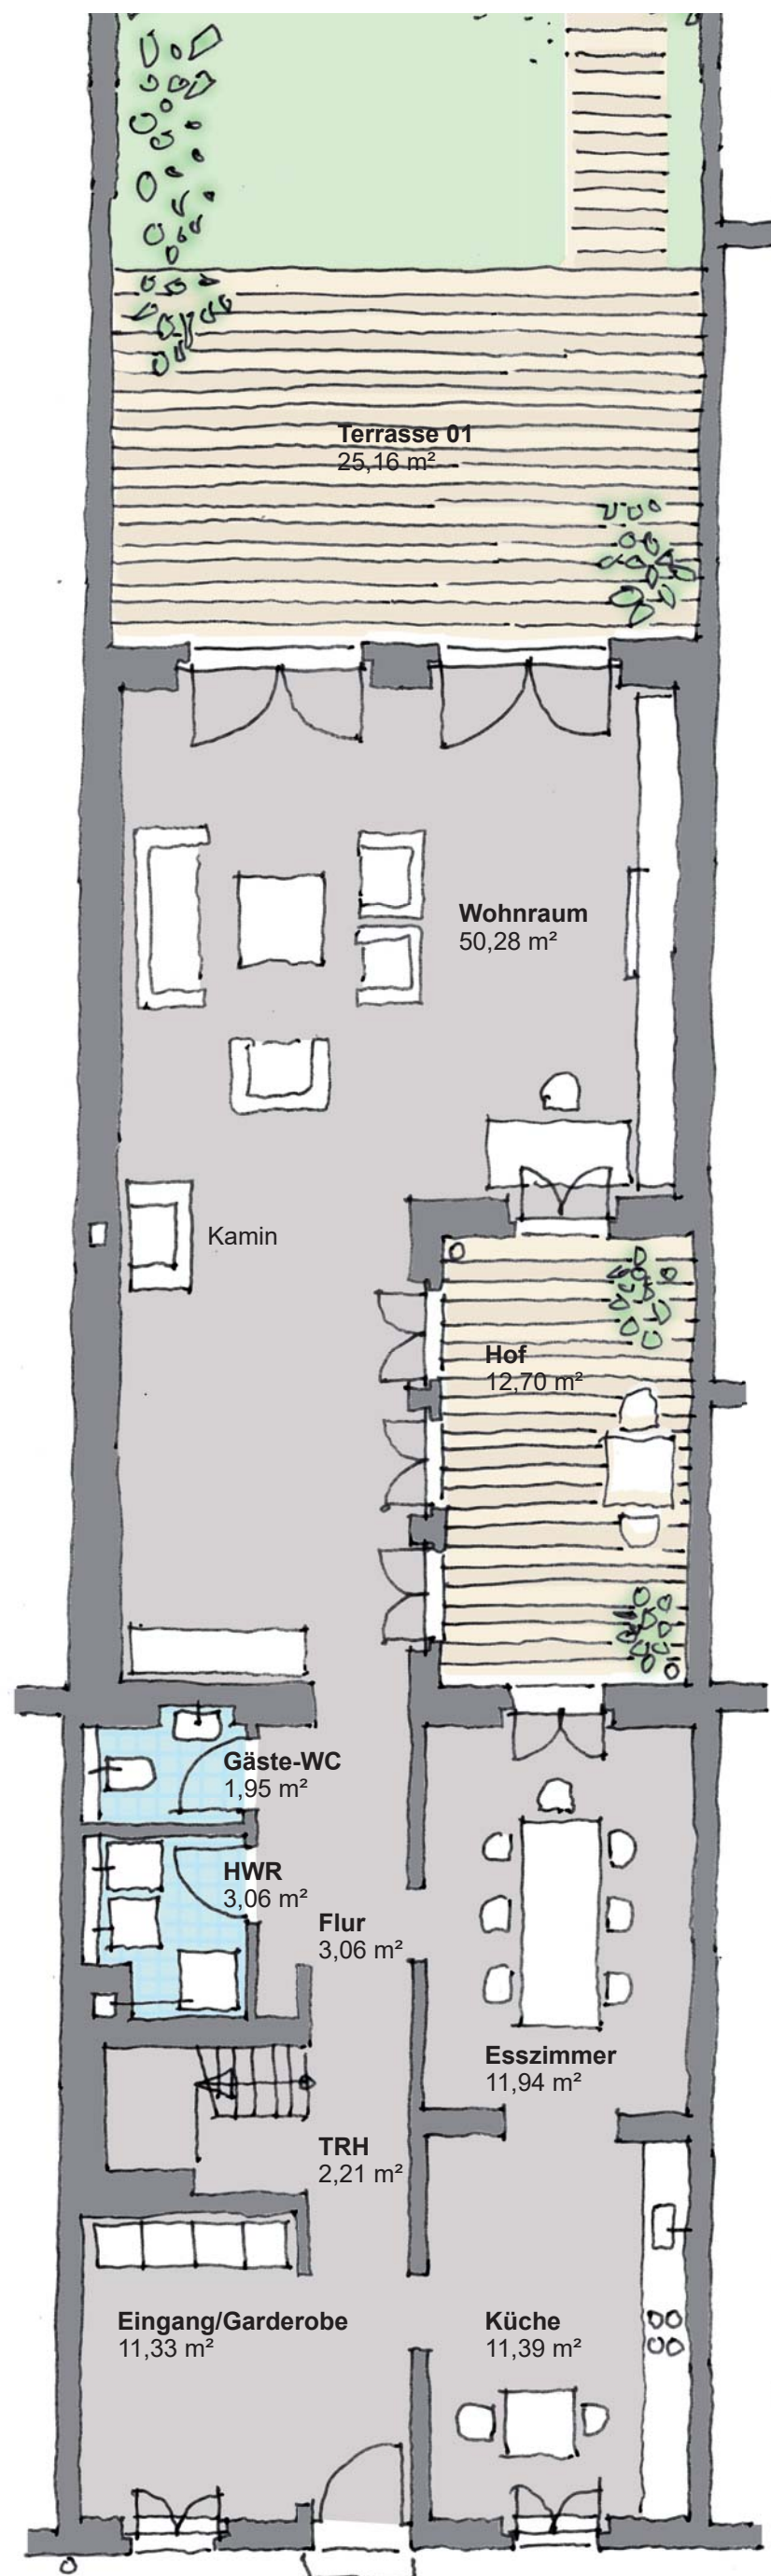 Terrasse 01
25,16 m²
Wohnraum
50,28 m²
Kamin
Hof
12,70 m²
Gäste-WC
1,95 m²
HWR
3,06 m²
Flur
3,06 m²
Esszimmer
11,94 m²
TRH
2,21 m²
Eingang/Garderobe
11,33 m²
Küche
11,39 m²